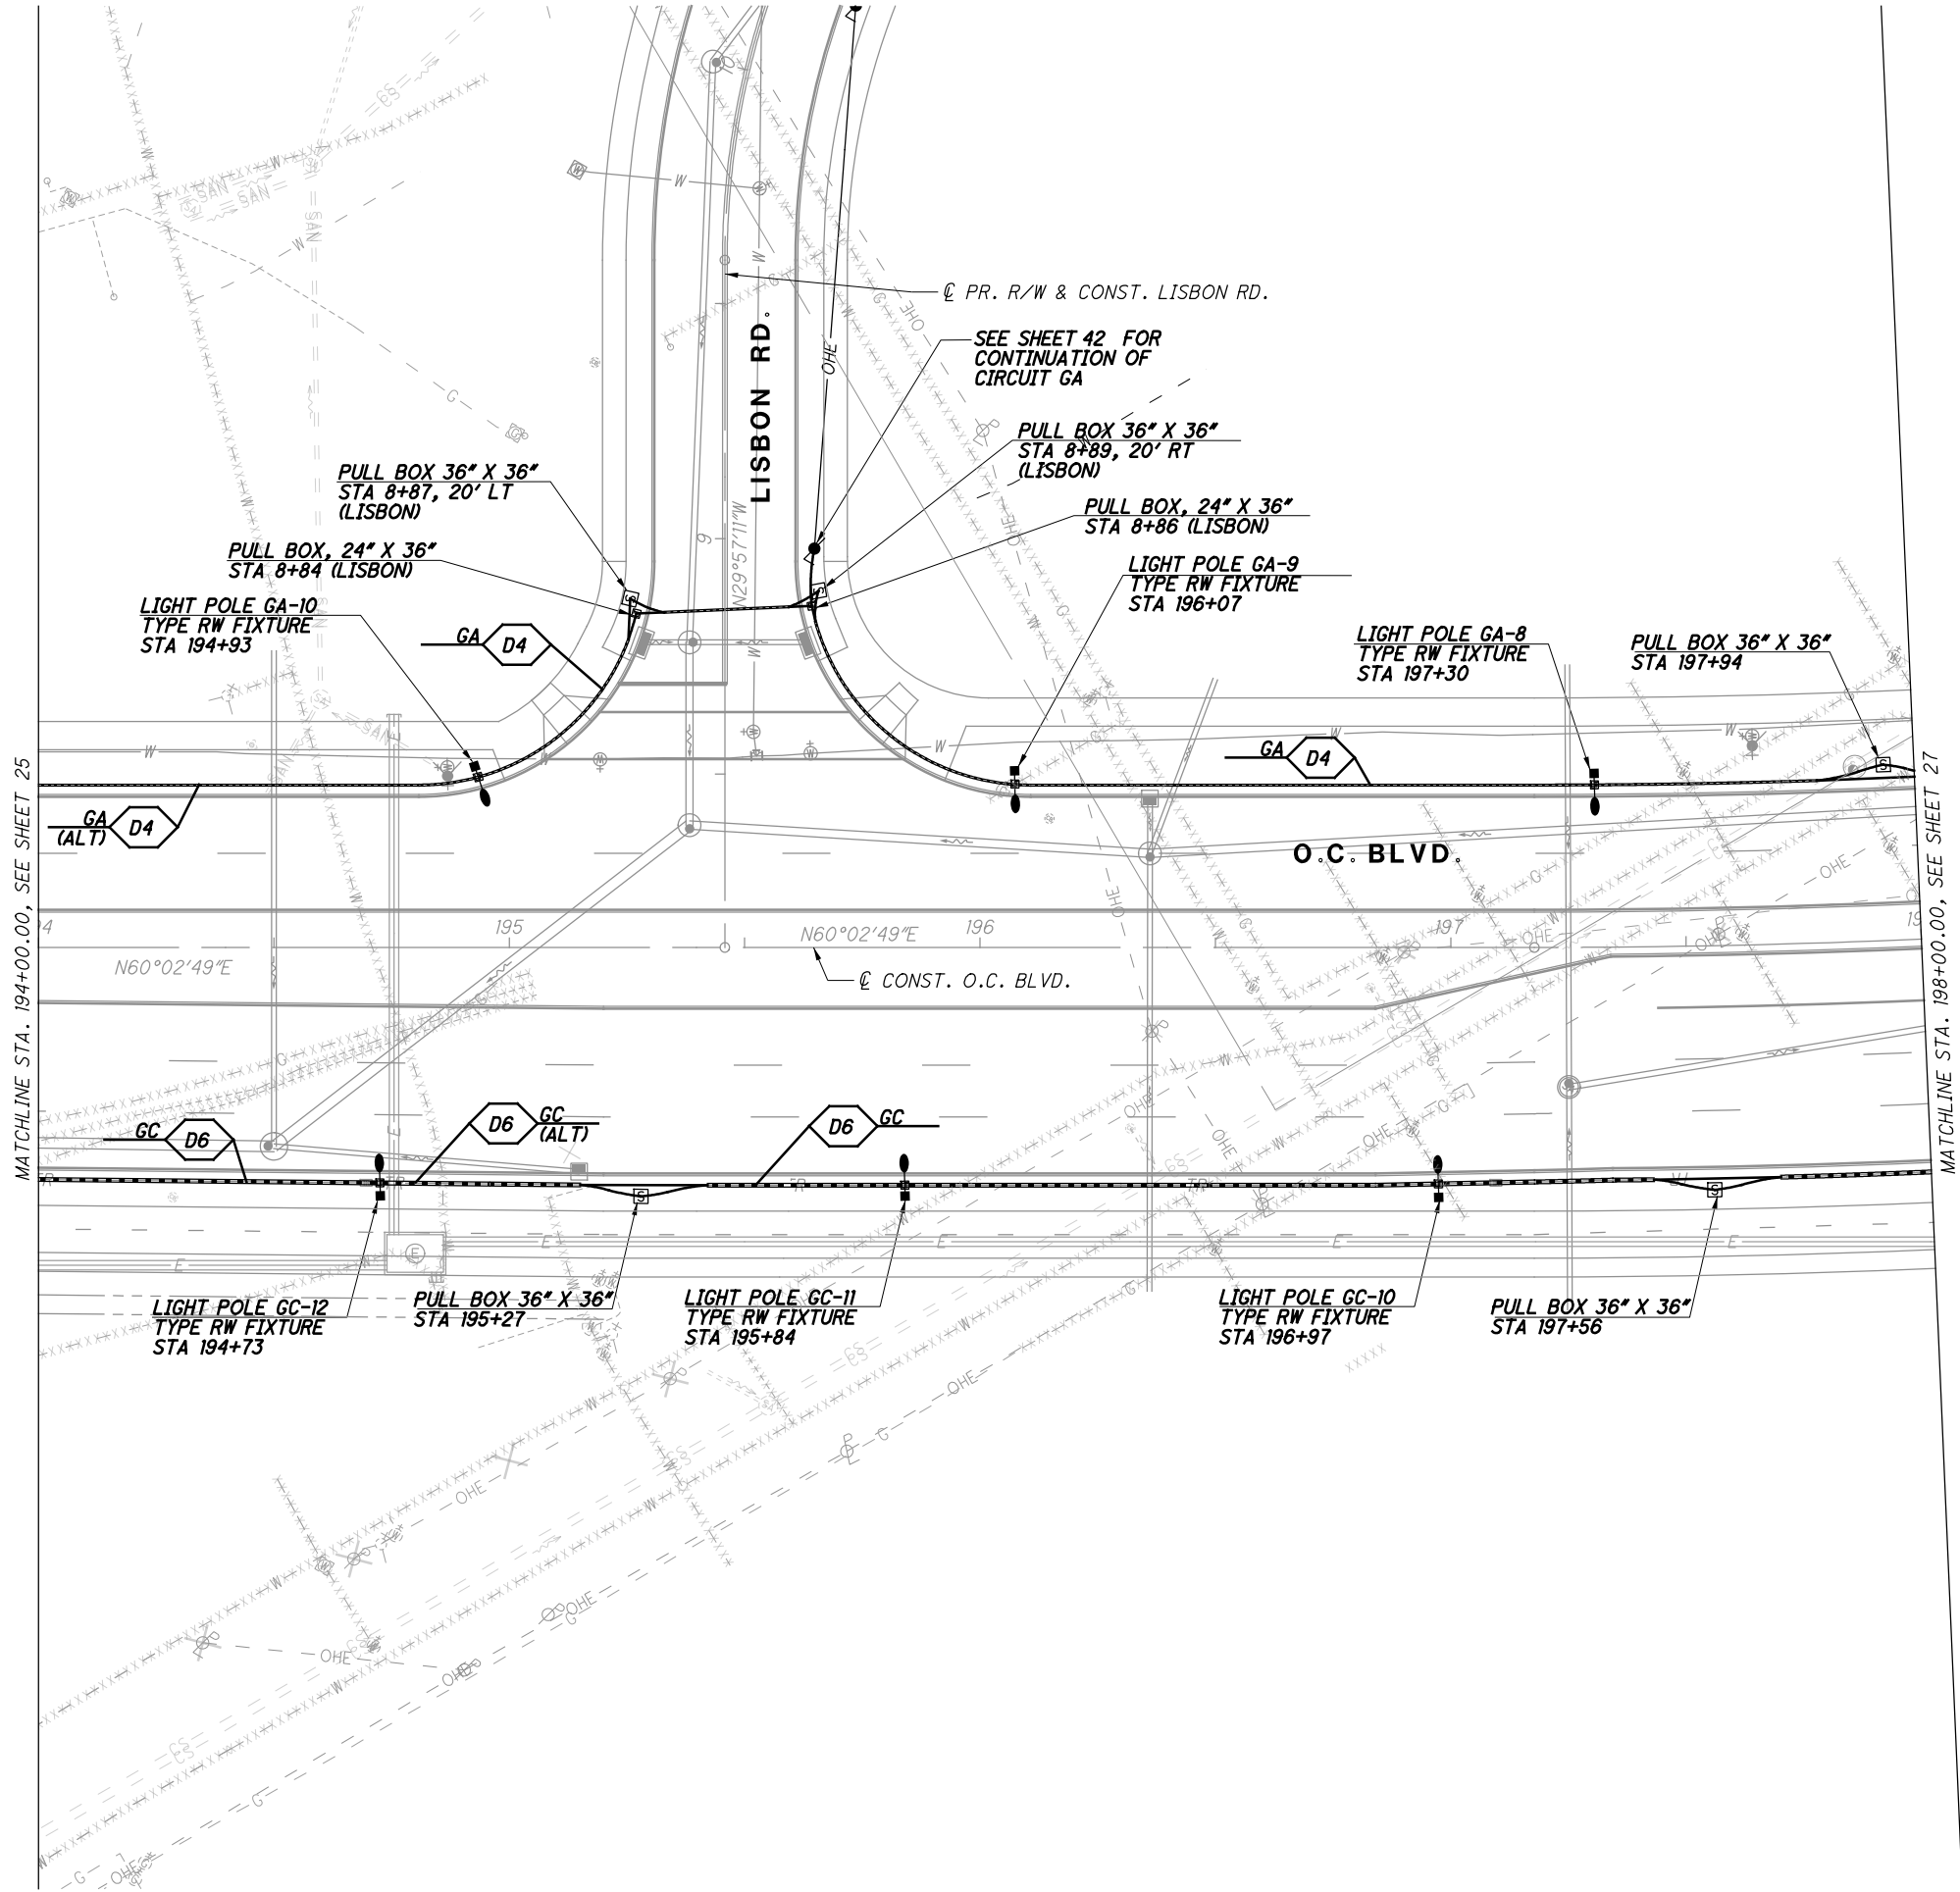 ℄ PR. R/W & CONST. LISBON RD.
SEE SHEET 42 FOR
CONTINUATION OF
CIRCUIT GA
LISBON RD.
OHE
PULL BOX 36" X 36"
STA 8+89, 20' RT
(LISBON)
PULL BOX 36" X 36"
STA 8+87, 20' LT
(LISBON)
PULL BOX, 24" X 36"
STA 8+86 (LISBON)
PULL BOX, 24" X 36"
STA 8+84 (LISBON)
N29°57'11"W
9
LIGHT POLE GA-9
TYPE RW FIXTURE
STA 196+07
LIGHT POLE GA-10
TYPE RW FIXTURE
STA 194+93
GA D4
LIGHT POLE GA-8
TYPE RW FIXTURE
STA 197+30
PULL BOX 36" X 36"
STA 197+94
GA D4
GA
(ALT) D4
O.C. BLVD.
MATCHLINE STA. 194+00.00, SEE SHEET 25
MATCHLINE STA. 198+00.00, SEE SHEET 27
195
196
197
N60°02'49"E
N60°02'49"E
℄ CONST. O.C. BLVD.
GC D6
D6 GC
(ALT)
D6 GC
LIGHT POLE GC-12
TYPE RW FIXTURE
STA 194+73
PULL BOX 36" X 36"
STA 195+27
LIGHT POLE GC-11
TYPE RW FIXTURE
STA 195+84
LIGHT POLE GC-10
TYPE RW FIXTURE
STA 196+97
PULL BOX 36" X 36"
STA 197+56
E
E
E
E
OHE
OHE
OHE
OHE